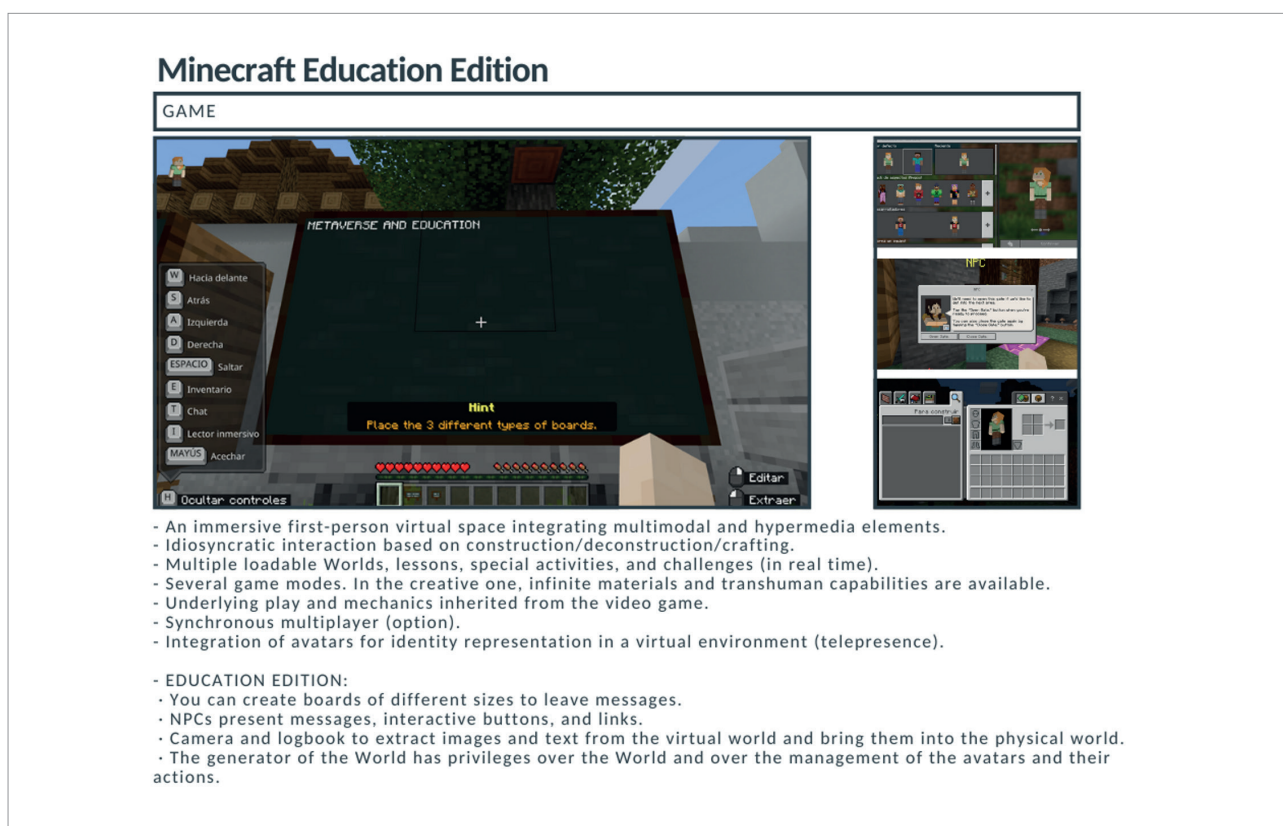 Minecraft Education Edition
GAME
METAVERSE AND EDUCATION
W Hacia delante
S Atrás
A Izquierda
D Derecha
ESPACIO Saltar
E Inventario
T Chat
I Lector inmersivo
MAYÚS Acechar
H Ocultar controles
Hint
Place the 3 different types of boards.
Editar
Extraer
NPC
NPC
Open Gate
Close Gate
Para construir
- An immersive first-person virtual space integrating multimodal and hypermedia elements.
- Idiosyncratic interaction based on construction/deconstruction/crafting.
- Multiple loadable Worlds, lessons, special activities, and challenges (in real time).
- Several game modes. In the creative one, infinite materials and transhuman capabilities are available.
- Underlying play and mechanics inherited from the video game.
- Synchronous multiplayer (option).
- Integration of avatars for identity representation in a virtual environment (telepresence).
- EDUCATION EDITION:
· You can create boards of different sizes to leave messages.
· NPCs present messages, interactive buttons, and links.
· Camera and logbook to extract images and text from the virtual world and bring them into the physical world.
· The generator of the World has privileges over the World and over the management of the avatars and their
actions.